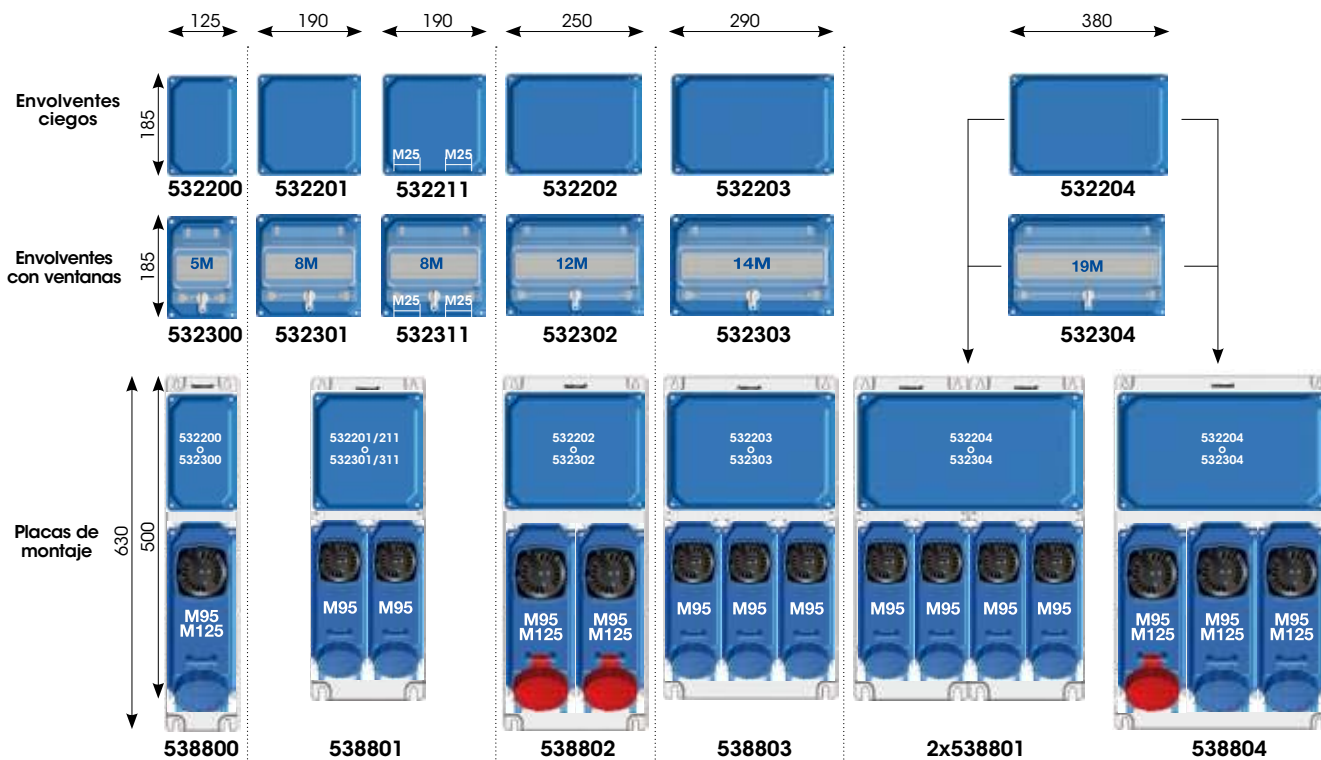 125 190 190 250 290 380
Envolventes
ciegos
185
M25 M25
532200 532201 532211 532202 532203 532204
Envolventes
con ventanas
185
5M 8M 8M 12M 14M 19M
M25 M25
532300 532301 532311 532302 532303 532304
Placas de
montaje
630
500
532200
o
532300
532201/211
o
532301/311
532202
o
532302
532203
o
532303
532204
o
532304
532204
o
532304
M95
M125
M95 M95
M95
M125
M95
M125
M95 M95 M95
M95 M95 M95 M95
M95
M125
M95
M125
M95
M125
538800 538801 538802 538803 2x538801 538804